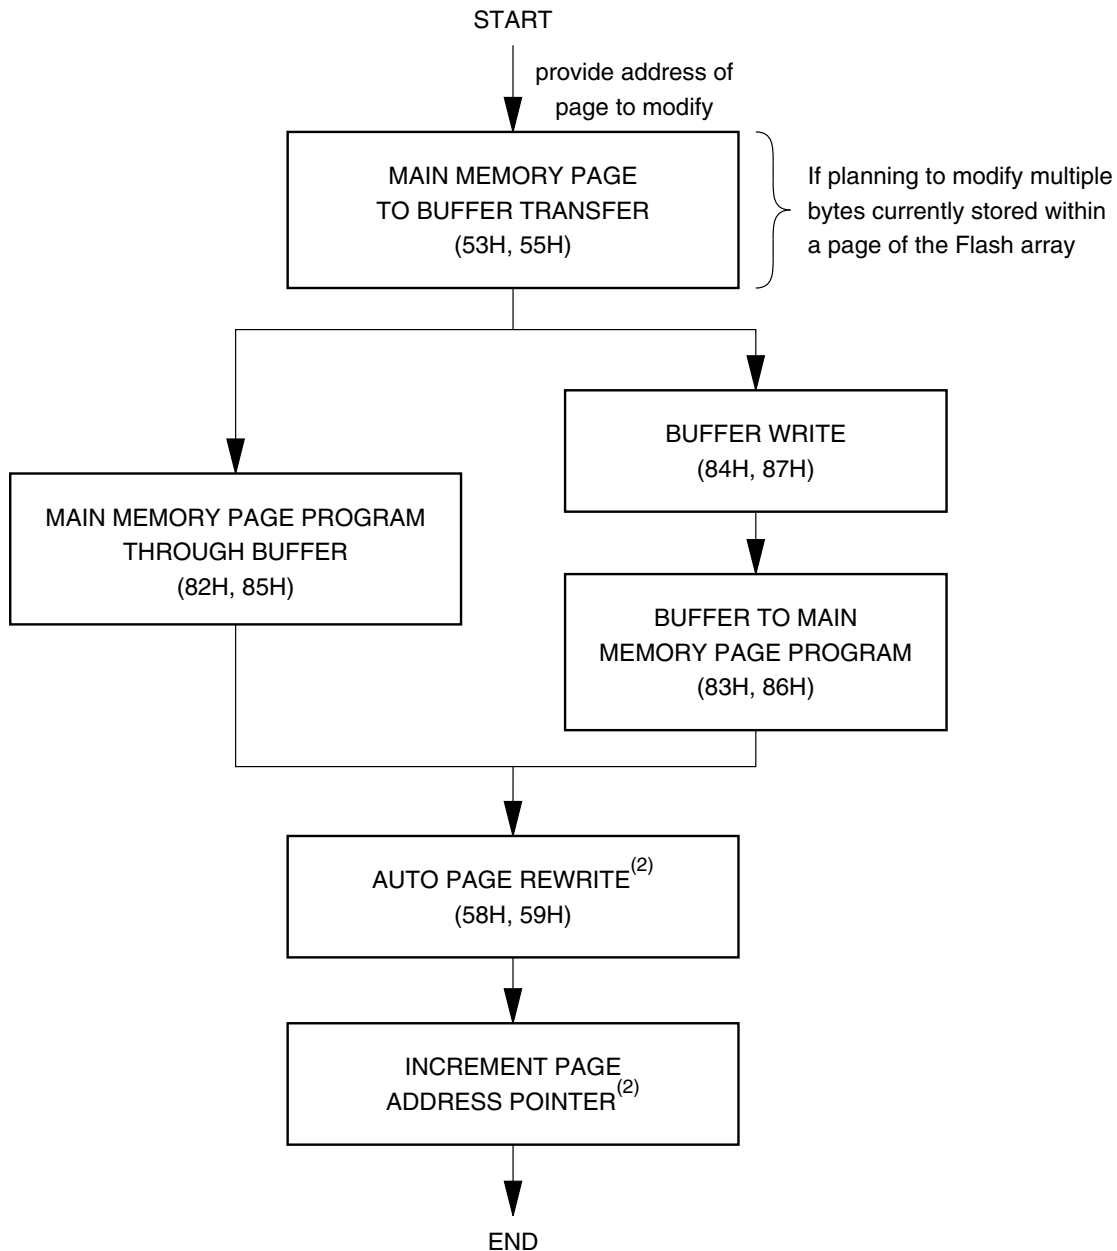 START
provide address of
page to modify
MAIN MEMORY PAGE
TO BUFFER TRANSFER
(53H, 55H)
If planning to modify multiple
bytes currently stored within
a page of the Flash array
BUFFER WRITE
(84H, 87H)
MAIN MEMORY PAGE PROGRAM
THROUGH BUFFER
(82H, 85H)
BUFFER TO MAIN
MEMORY PAGE PROGRAM
(83H, 86H)
AUTO PAGE REWRITE(2)
(58H, 59H)
INCREMENT PAGE
ADDRESS POINTER(2)
END